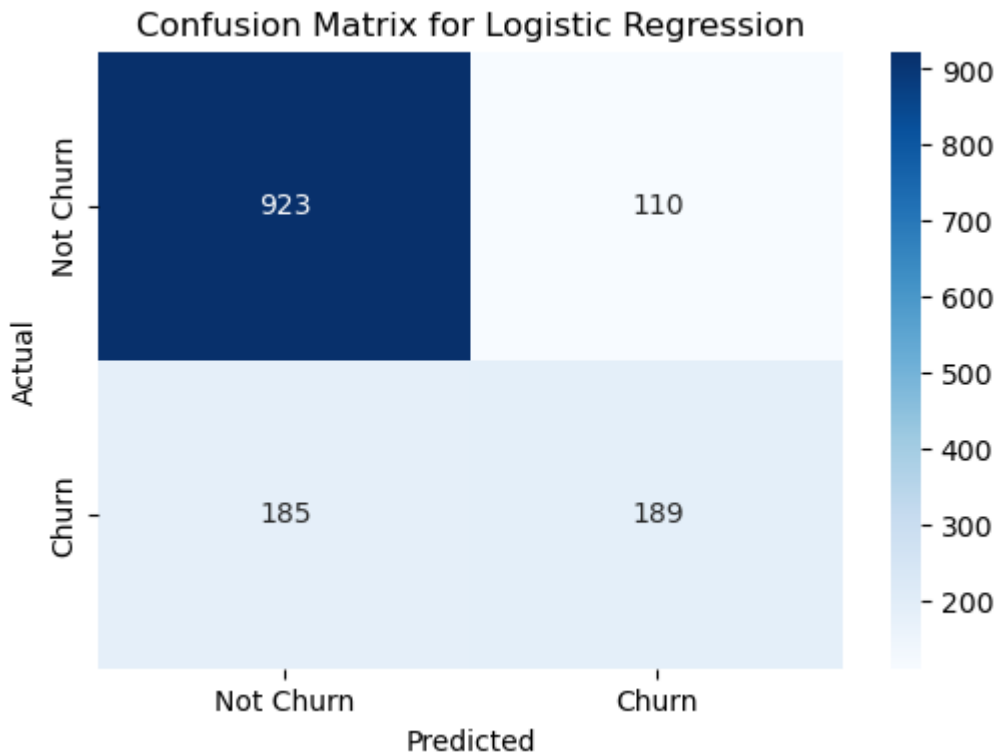 Confusion Matrix for Logistic Regression
Actual
Not Churn
923
110
Churn
185
189
Not Churn
Churn
Predicted
900
800
700
600
500
400
300
200